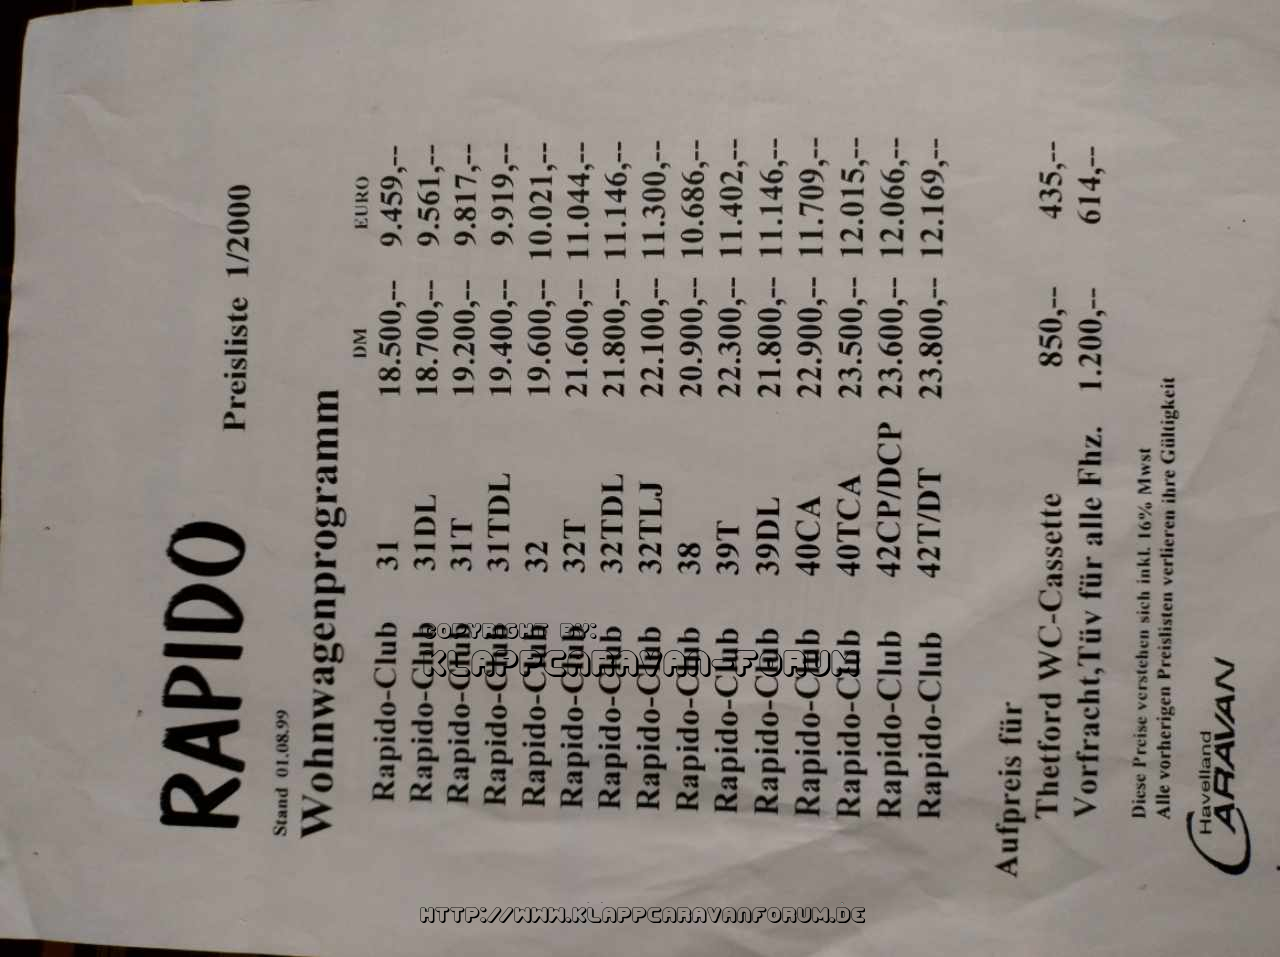 RAPIDO
Preisliste 1/2000
Stand 01.08.99
Wohnwagenprogramm
DM EURO
Rapido-Club 31 18.500,-- 9.459,--
Rapido-Club 31DL 18.700,-- 9.561,--
Rapido-Club 31T 19.200,-- 9.817,--
Rapido-Club 31TDL 19.400,-- 9.919,--
Rapido-Club 32 19.600,-- 10.021,--
Rapido-Club 32T 21.600,-- 11.044,--
Rapido-Club 32TDL 21.800,-- 11.146,--
Rapido-Club 32TLJ 22.100,-- 11.300,--
Rapido-Club 38 20.900,-- 10.686,--
Rapido-Club 39T 22.300,-- 11.402,--
Rapido-Club 39DL 21.800,-- 11.146,--
Rapido-Club 40CA 22.900,-- 11.709,--
Rapido-Club 40TCA 23.500,-- 12.015,--
Rapido-Club 42CP/DCP 23.600,-- 12.066,--
Rapido-Club 42T/DT 23.800,-- 12.169,--
Aufpreis für
Thetford WC-Cassette 850,-- 435,--
Vorfracht,Tüv für alle Fhz. 1.200,-- 614,--
Diese Preise verstehen sich inkl. 16% Mwst
Alle vorherigen Preislisten verlieren ihre Gültigkeit
Havelland
CARAVAN
COPYRIGHT BY:
KLAPPCARAVAN-FORUM
HTTP://WWW.KLAPPCARAVANFORUM.DE